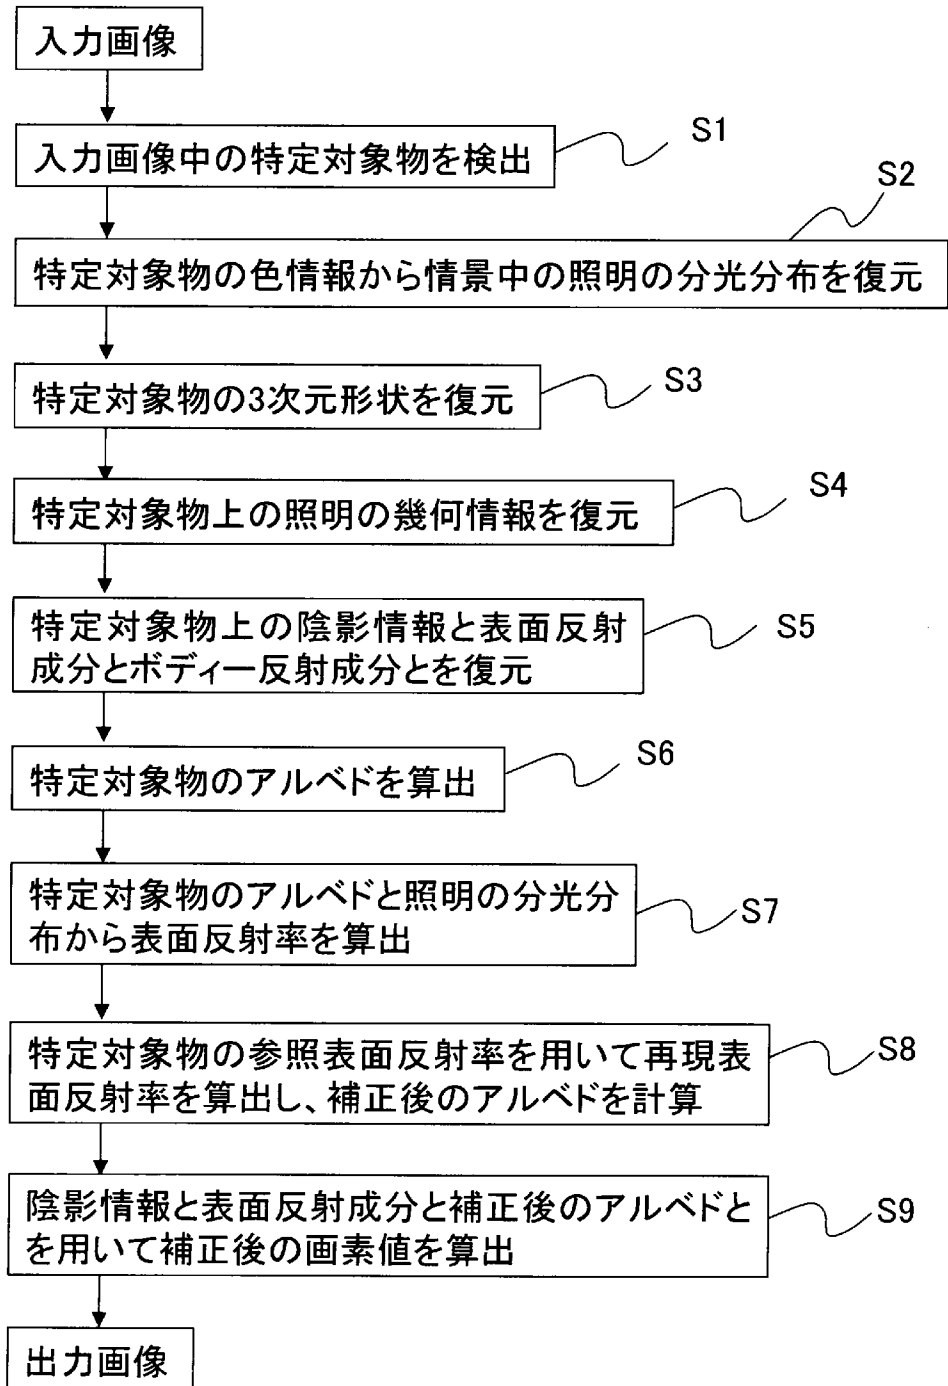 入力画像
入力画像中の特定対象物を検出
S1
特定対象物の色情報から情景中の照明の分光分布を復元
S2
特定対象物の3次元形状を復元
S3
特定対象物上の照明の幾何情報を復元
S4
特定対象物上の陰影情報と表面反射
成分とボディー反射成分とを復元
S5
特定対象物のアルベドを算出
S6
特定対象物のアルベドと照明の分光分
布から表面反射率を算出
S7
特定対象物の参照表面反射率を用いて再現表
面反射率を算出し、補正後のアルベドを計算
S8
陰影情報と表面反射成分と補正後のアルベドと
を用いて補正後の画素値を算出
S9
出力画像